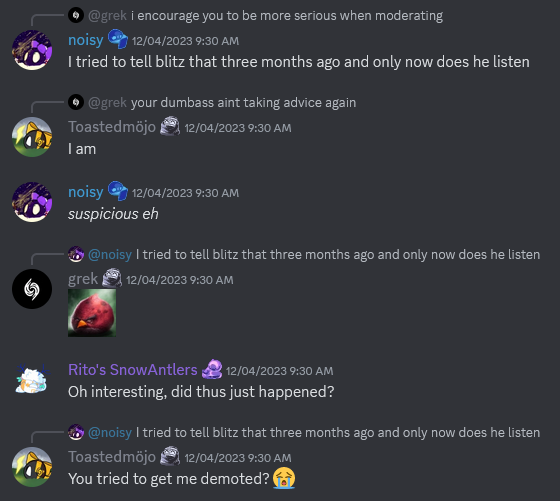 @grek i encourage you to be more serious when moderating
noisy 12/04/2023 9:30 AM
I tried to tell blitz that three months ago and only now does he listen
@grek your dumbass aint taking advice again
Toastedmöjo 12/04/2023 9:30 AM
I am
noisy 12/04/2023 9:30 AM
suspicious eh
@noisy I tried to tell blitz that three months ago and only now does he listen
grek 12/04/2023 9:30 AM
Rito's SnowAntlers 12/04/2023 9:30 AM
Oh interesting, did thus just happened?
@noisy I tried to tell blitz that three months ago and only now does he listen
Toastedmöjo 12/04/2023 9:30 AM
You tried to get me demoted? 😭